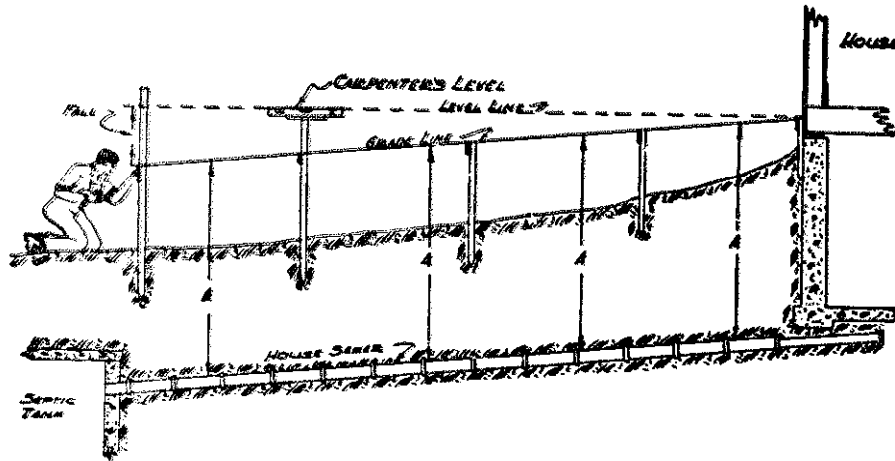 HOUSE
CARPENTER'S LEVEL
LEVEL LINE
FALL
GRADE LINE
A
A
A
A
HOUSE SEWER
SEPTIC
TANK